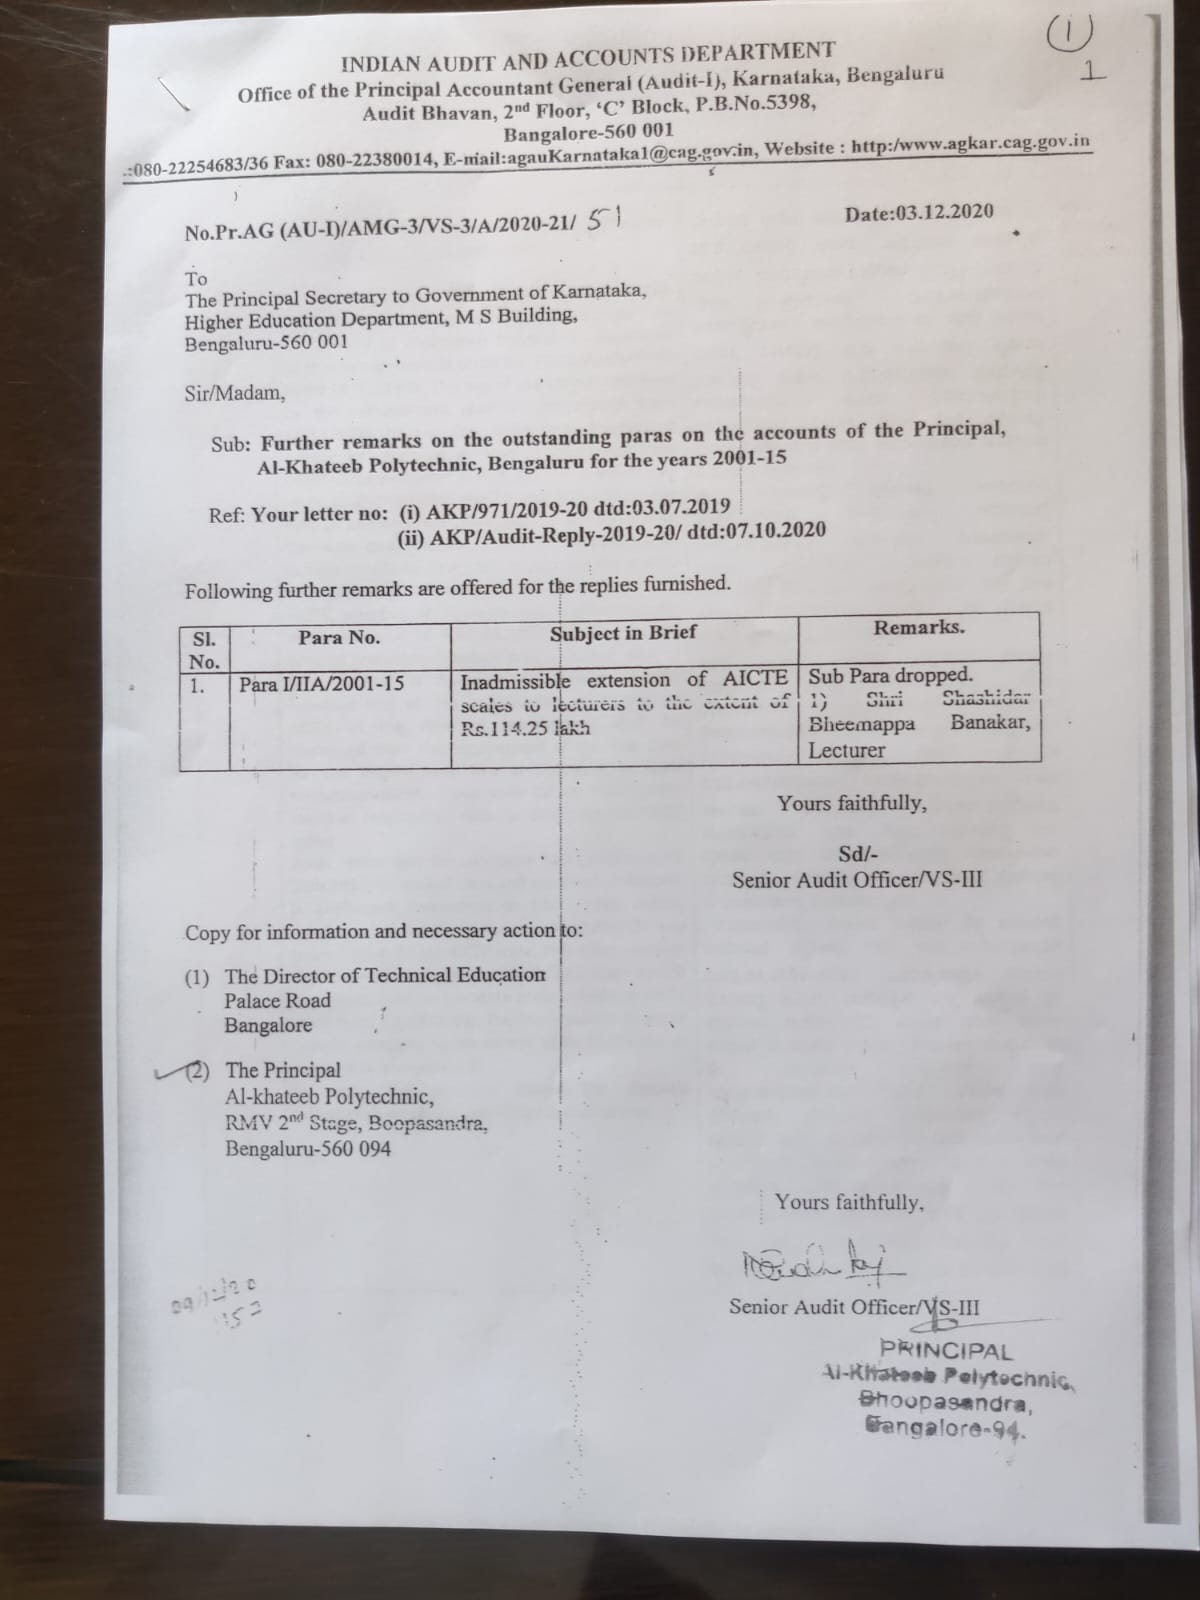 (1)
1
INDIAN AUDIT AND ACCOUNTS DEPARTMENT
Office of the Principal Accountant General (Audit-I), Karnataka, Bengaluru
Audit Bhavan, 2nd Floor, ‘C’ Block, P.B.No.5398,
Bangalore-560 001
.:080-22254683/36 Fax: 080-22380014, E-mail:agauKarnataka1@cag.gov.in, Website : http:/www.agkar.cag.gov.in
No.Pr.AG (AU-I)/AMG-3/VS-3/A/2020-21/ 51
Date:03.12.2020
To
The Principal Secretary to Government of Karnataka,
Higher Education Department, M S Building,
Bengaluru-560 001
Sir/Madam,
Sub: Further remarks on the outstanding paras on the accounts of the Principal,
Al-Khateeb Polytechnic, Bengaluru for the years 2001-15
Ref: Your letter no: (i) AKP/971/2019-20 dtd:03.07.2019
(ii) AKP/Audit-Reply-2019-20/ dtd:07.10.2020
Following further remarks are offered for the replies furnished.
Sl. No. Para No. Subject in Brief Remarks.
1. Para I/IIA/2001-15 Inadmissible extension of AICTE Sub Para dropped.
scales to lecturers to the extent of 1) Shri Shashidar
Rs.114.25 lakh Bheemappa Banakar,
Lecturer
Yours faithfully,
Sd/-
Senior Audit Officer/VS-III
Copy for information and necessary action to:
(1) The Director of Technical Education
Palace Road
Bangalore
(2) The Principal
Al-khateeb Polytechnic,
RMV 2nd Stage, Boopasandra,
Bengaluru-560 094
Yours faithfully,
Senior Audit Officer/VS-III
09/12/20
152
PRINCIPAL
Al-Khateeb Polytechnic,
Bhoopasandra,
Bangalore-94.